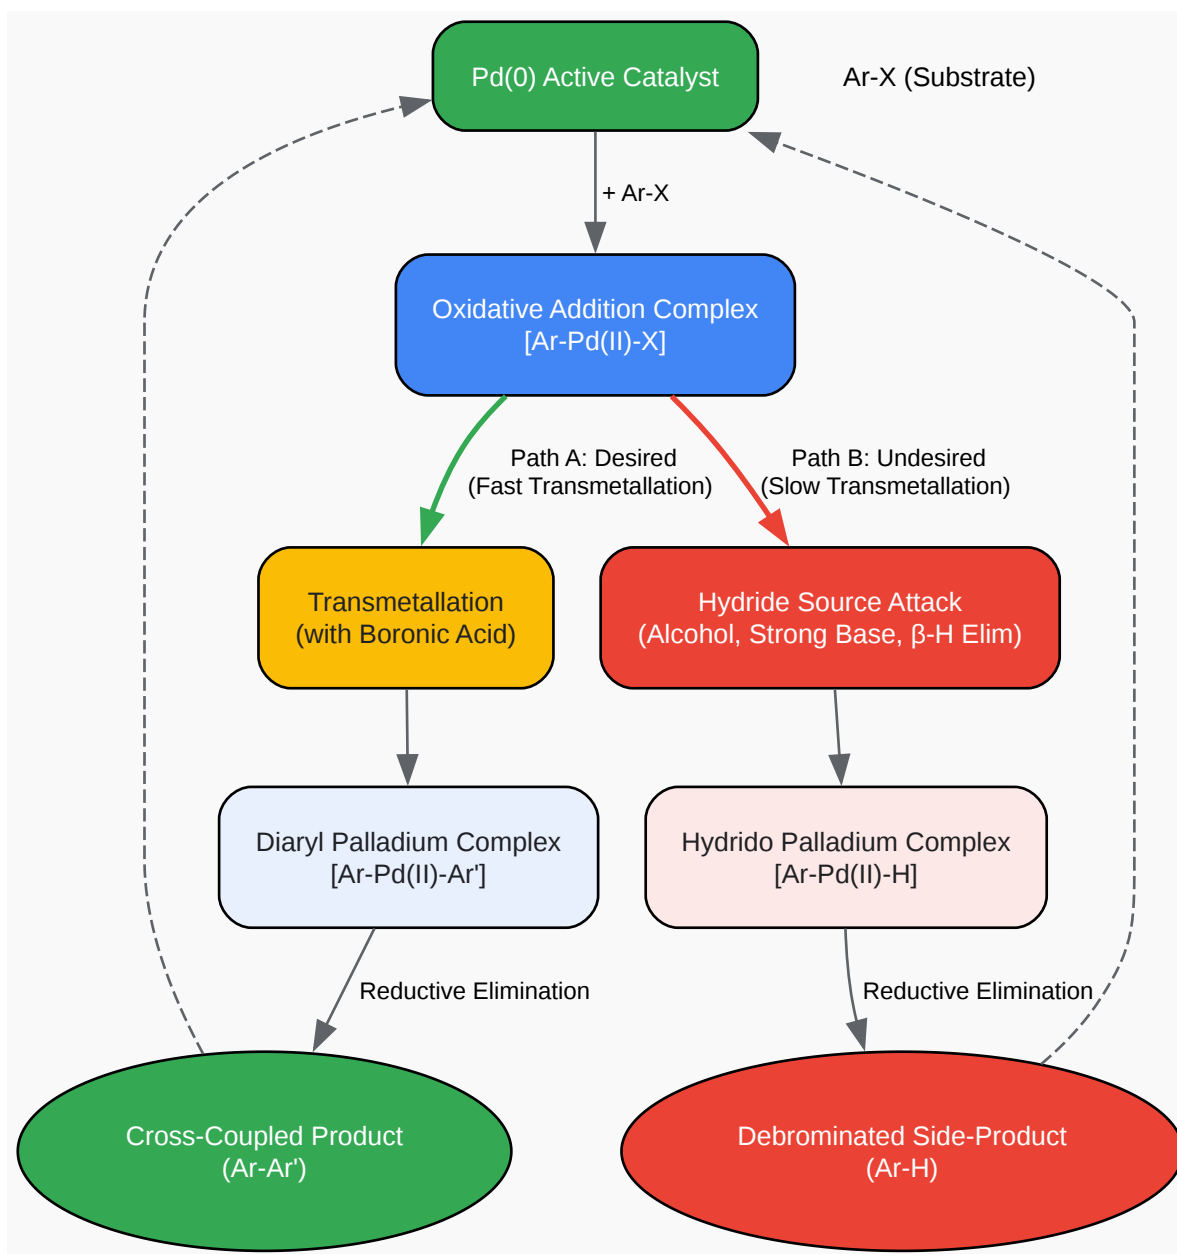 Pd(0) Active Catalyst
Ar-X (Substrate)
+ Ar-X
Oxidative Addition Complex
[Ar-Pd(II)-X]
Path A: Desired
(Fast Transmetallation)
Path B: Undesired
(Slow Transmetallation)
Transmetallation
(with Boronic Acid)
Hydride Source Attack
(Alcohol, Strong Base, β-H Elim)
Diaryl Palladium Complex
[Ar-Pd(II)-Ar']
Hydrido Palladium Complex
[Ar-Pd(II)-H]
Reductive Elimination
Reductive Elimination
Cross-Coupled Product
(Ar-Ar')
Debrominated Side-Product
(Ar-H)